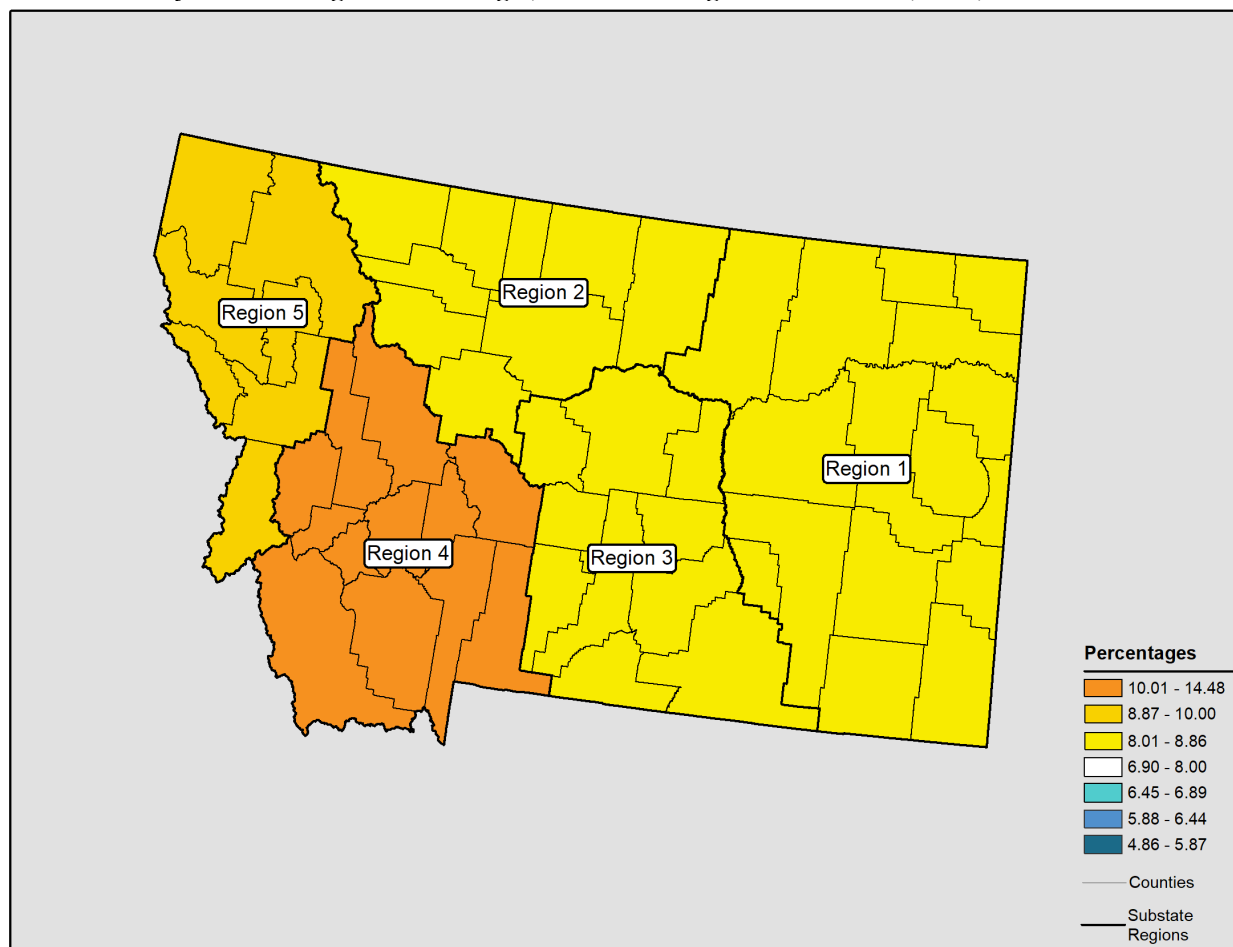 Region 2
Region 5
Region 1
Region 4
Region 3
Percentages
10.01 - 14.48
8.87 - 10.00
8.01 - 8.86
6.90 - 8.00
6.45 - 6.89
5.88 - 6.44
4.86 - 5.87
Counties
Substate
Regions